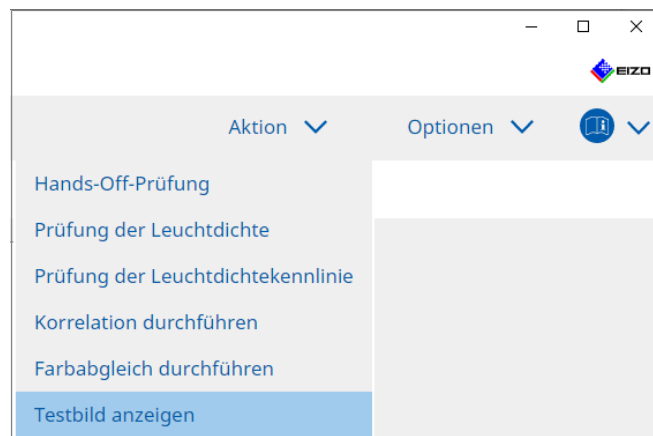 EIZO
Aktion Optionen
Hands-Off-Prüfung
Prüfung der Leuchtdichte
Prüfung der Leuchtdichtekennlinie
Korrelation durchführen
Farbabgleich durchführen
Testbild anzeigen